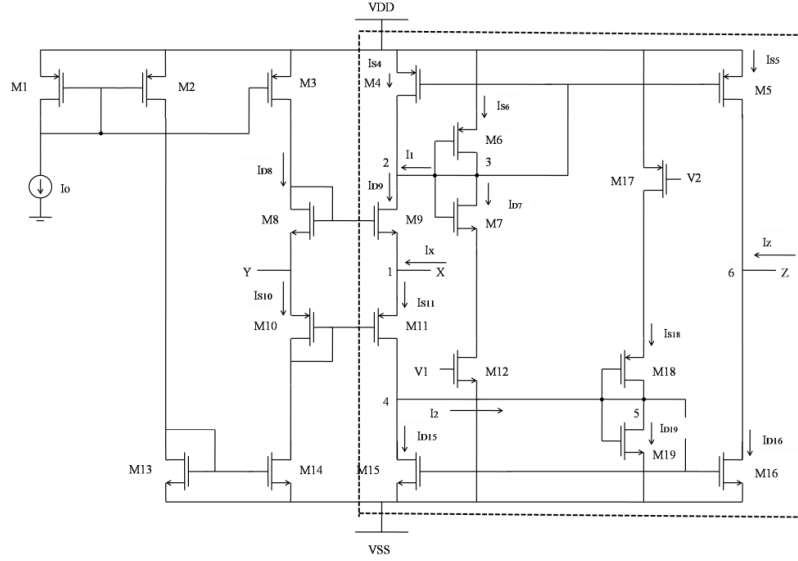 VDD
M1
M2
M3
IS4
M4
IS5
M5
IS6
M6
I1
2
3
Io
ID8
ID9
ID7
M17
V2
M8
M9
M7
Ix
Iz
Y
1
X
6
Z
IS10
IS11
M10
M11
IS18
V1
M12
M18
4
I2
5
ID15
ID19
ID16
M13
M14
M15
M19
M16
VSS